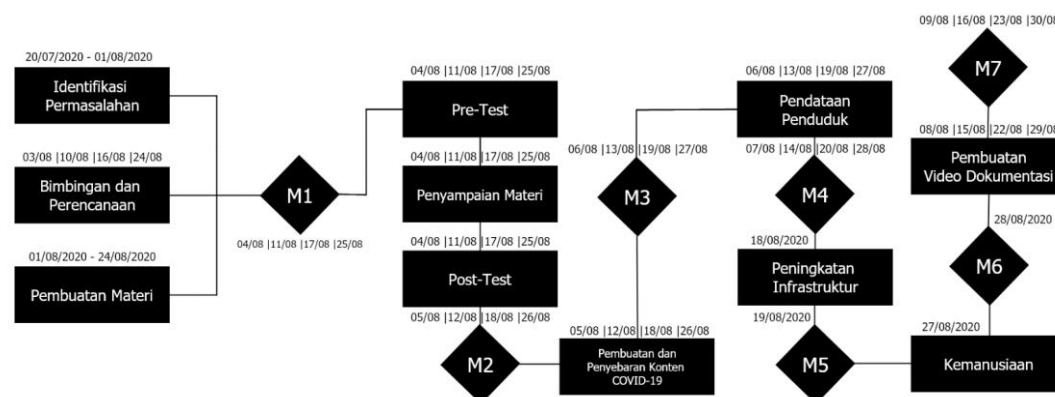 20/07/2020 - 01/08/2020
Identifikasi
Permasalahan
03/08 |10/08 |16/08 |24/08
Bimbingan dan
Perencanaan
01/08/2020 - 24/08/2020
Pembuatan Materi
M1
04/08 |11/08 |17/08 |25/08
04/08 |11/08 |17/08 |25/08
Pre-Test
04/08 |11/08 |17/08 |25/08
Penyampaian Materi
04/08 |11/08 |17/08 |25/08
Post-Test
05/08 |12/08 |18/08 |26/08
M2
05/08 |12/08 |18/08 |26/08
Pembuatan dan
Penyebaran Konten
COVID-19
06/08 |13/08 |19/08 |27/08
M3
06/08 |13/08 |19/08 |27/08
Pendataan
Penduduk
07/08 |14/08 |20/08 |28/08
M4
18/08/2020
Peningkatan
Infrastruktur
19/08/2020
M5
27/08/2020
Kemanusiaan
28/08/2020
M6
08/08 |15/08 |22/08 |29/08
Pembuatan
Video Dokumtasi
09/08 |16/08 |23/08 |30/08
M7